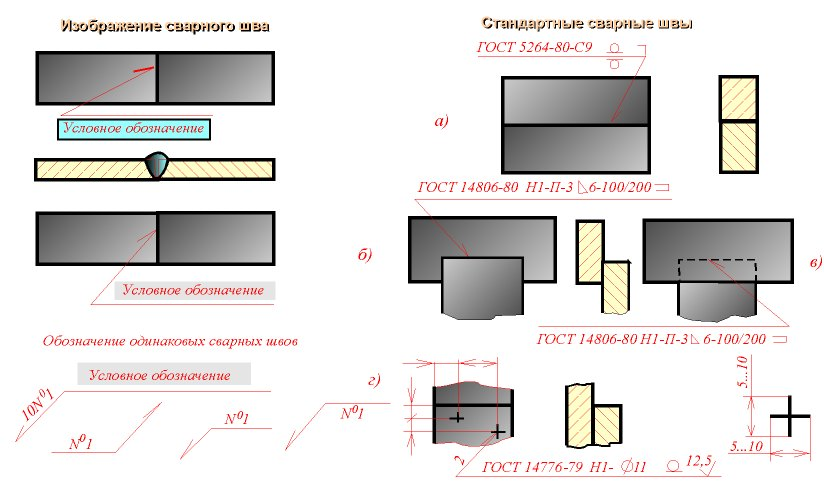 Изображение сварного шва
Условное обозначение
Условное обозначение
Обозначение одинаковых сварных швов
Условное обозначение
10N⁰1
N⁰1
N⁰1
N⁰1
Стандартные сварные швы
ГОСТ 5264-80-С9
а)
ГОСТ 14806-80 Н1-П-3 6-100/200
б)
в)
ГОСТ 14806-80 Н1-П-3 6-100/200
г)
2
5...10
5...10
ГОСТ 14776-79 Н1- ∅11 12,5